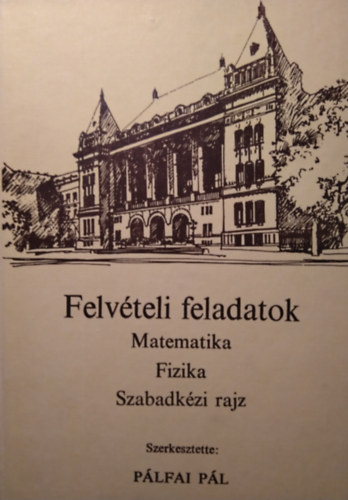 Felvételi feladatok
Matematika
Fizika
Szabadkézi rajz
Szerkesztette:
PÁLFAI PÁL